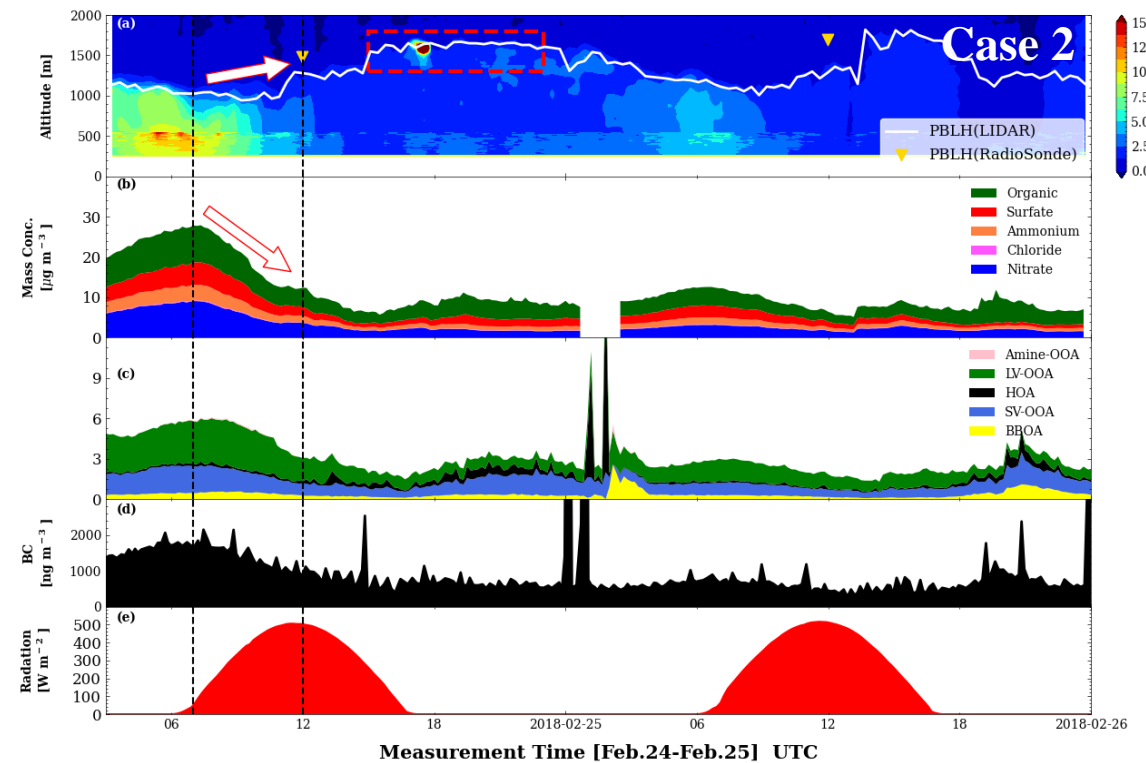 2000
(a)
Case 2
15
1500
12
1000
10
7.5
500
5.0
2.5
0
0.0
Altitude [m]
PBLH(LIDAR)
PBLH(RadioSonde)
(b)
Organic
Surfate
Ammonium
Chloride
Nitrate
30
20
10
0
Mass Conc.
[μg m⁻³ ]
(c)
Amine-OOA
LV-OOA
HOA
SV-OOA
BBOA
9
6
3
0
(d)
2000
1000
0
BC
[ng m⁻³ ]
(e)
500
400
300
200
100
0
Radation
[W m⁻² ]
06 12 18 2018-02-25 06 12 18 2018-02-26
Measurement Time [Feb.24-Feb.25] UTC